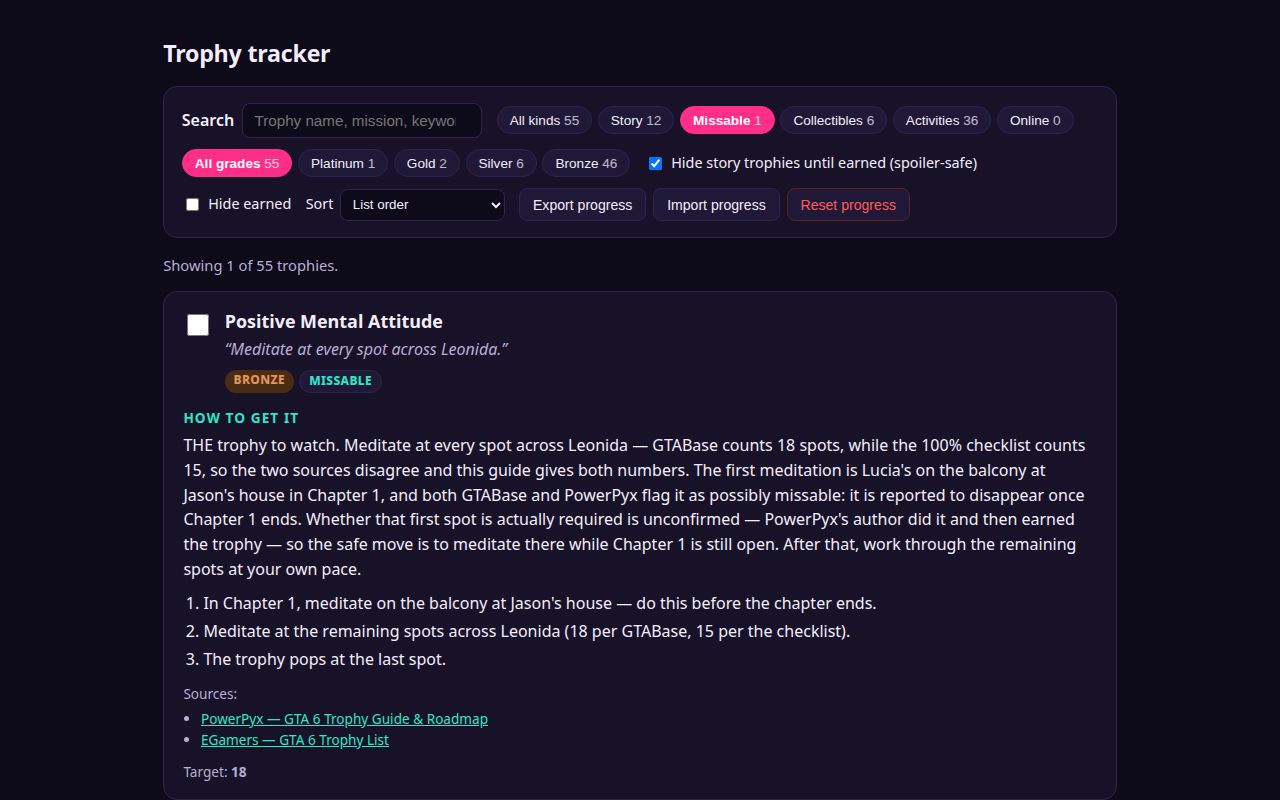 Trophy tracker
Search Trophy name, mission, keywo All kinds 55 Story 12 Missable 1 Collectibles 6 Activities 36 Online 0
All grades 55 Platinum 1 Gold 2 Silver 6 Bronze 46 Hide story trophies until earned (spoiler-safe)
Hide earned Sort List order Export progress Import progress Reset progress
Showing 1 of 55 trophies.
Positive Mental Attitude
“Meditate at every spot across Leonida.”
BRONZE MISSABLE
HOW TO GET IT
THE trophy to watch. Meditate at every spot across Leonida — GTABase counts 18 spots, while the 100% checklist counts
15, so the two sources disagree and this guide gives both numbers. The first meditation is Lucia's on the balcony at
Jason's house in Chapter 1, and both GTABase and PowerPyx flag it as possibly missable: it is reported to disappear once
Chapter 1 ends. Whether that first spot is actually required is unconfirmed — PowerPyx's author did it and then earned
the trophy — so the safe move is to meditate there while Chapter 1 is still open. After that, work through the remaining
spots at your own pace.
1. In Chapter 1, meditate on the balcony at Jason's house — do this before the chapter ends.
2. Meditate at the remaining spots across Leonida (18 per GTABase, 15 per the checklist).
3. The trophy pops at the last spot.
Sources:
• PowerPyx — GTA 6 Trophy Guide & Roadmap
• EGamers — GTA 6 Trophy List
Target: 18